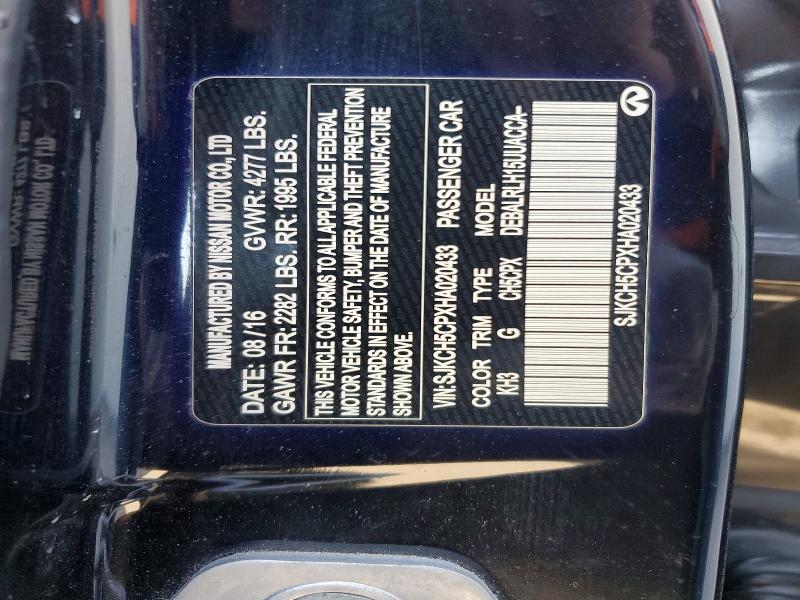 MANUFACTURED BY NISSAN MOTOR CO., LTD
DATE: 08/16 GVWR: 4277 LBS.
GAWR FR: 2282 LBS. RR: 1995 LBS.
THIS VEHICLE CONFORMS TO ALL APPLICABLE FEDERAL
MOTOR VEHICLE SAFETY, BUMPER AND THEFT PREVENTION
STANDARDS IN EFFECT ON THE DATE OF MANUFACTURE
SHOWN ABOVE.
VIN: SJKCH5CPXHA020433 PASSENGER CAR
COLOR TRIM TYPE MODEL
KH3 G CH5CPX DEBALRLH15UUACCA-
SJKCH5CPXHA020433